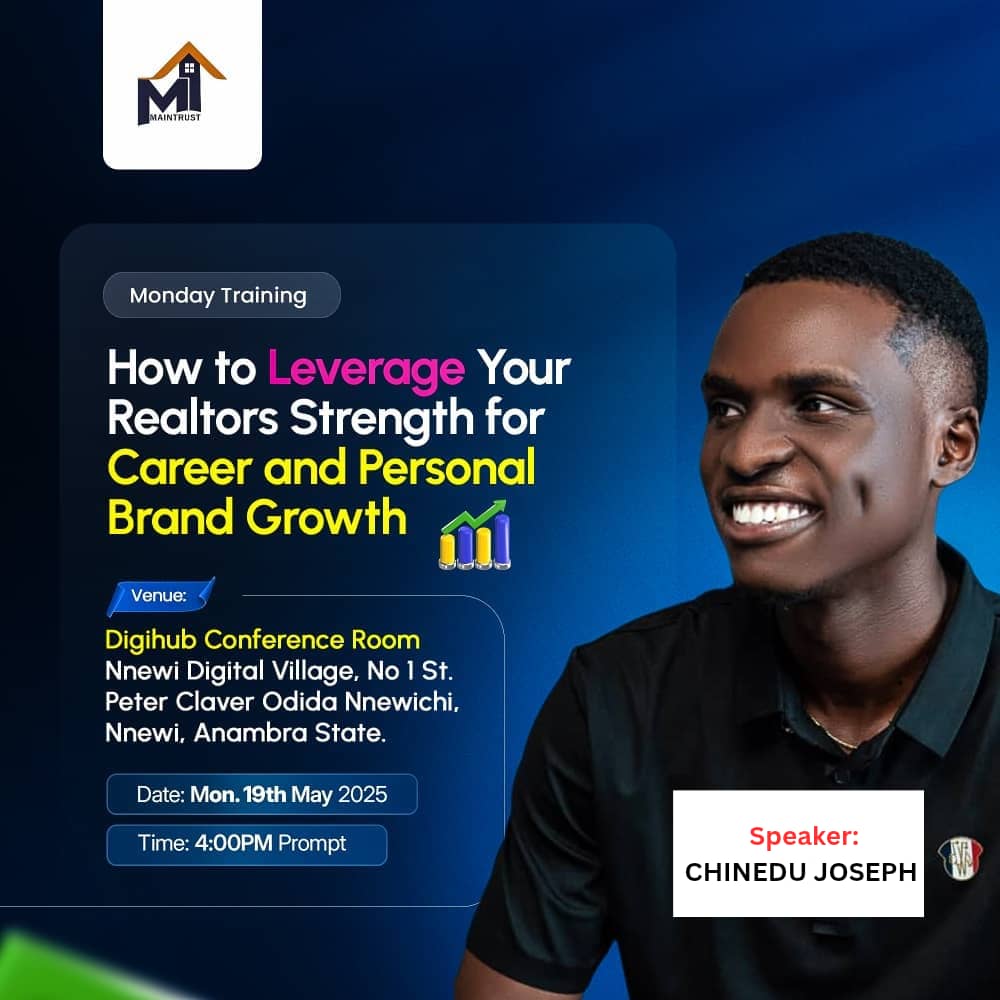 MT
MAINTRUST
Monday Training
How to Leverage Your
Realtors Strength for
Career and Personal
Brand Growth
Venue:
Digihub Conference Room
Nnewi Digital Village, No 1 St.
Peter Claver Odida Nnewichi,
Nnewi, Anambra State.
Date: Mon. 19th May 2025
Time: 4:00PM Prompt
Speaker:
CHINEDU JOSEPH